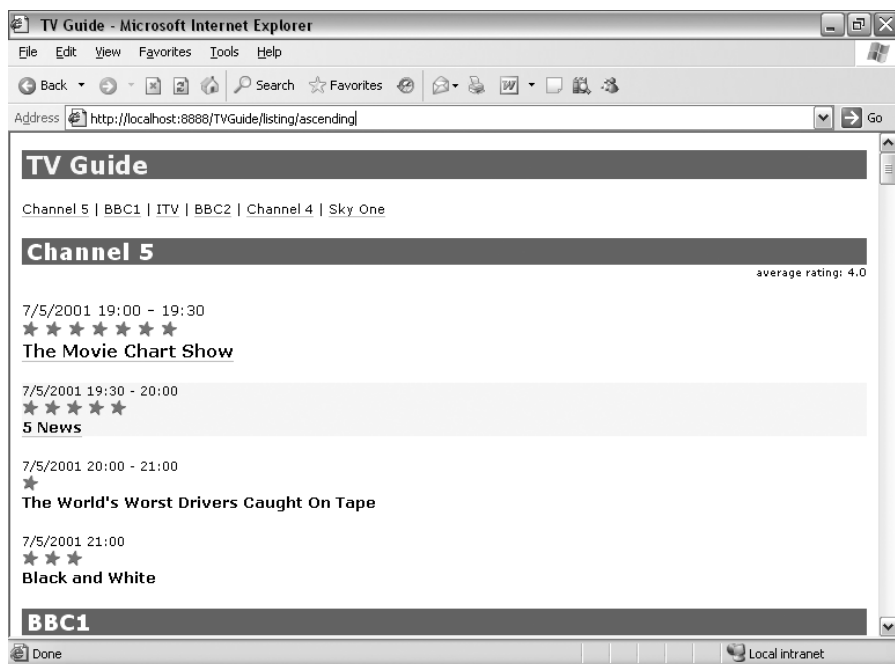 TV Guide - Microsoft Internet Explorer
File Edit View Favorites Tools Help
Back Search Favorites
Address http://localhost:8888/TVGuide/listing/ascending Go
TV Guide
Channel 5 | BBC1 | ITV | BBC2 | Channel 4 | Sky One
Channel 5
average rating: 4.0
7/5/2001 19:00 - 19:30
The Movie Chart Show
7/5/2001 19:30 - 20:00
5 News
7/5/2001 20:00 - 21:00
The World's Worst Drivers Caught On Tape
7/5/2001 21:00
Black and White
BBC1
Done Local intranet